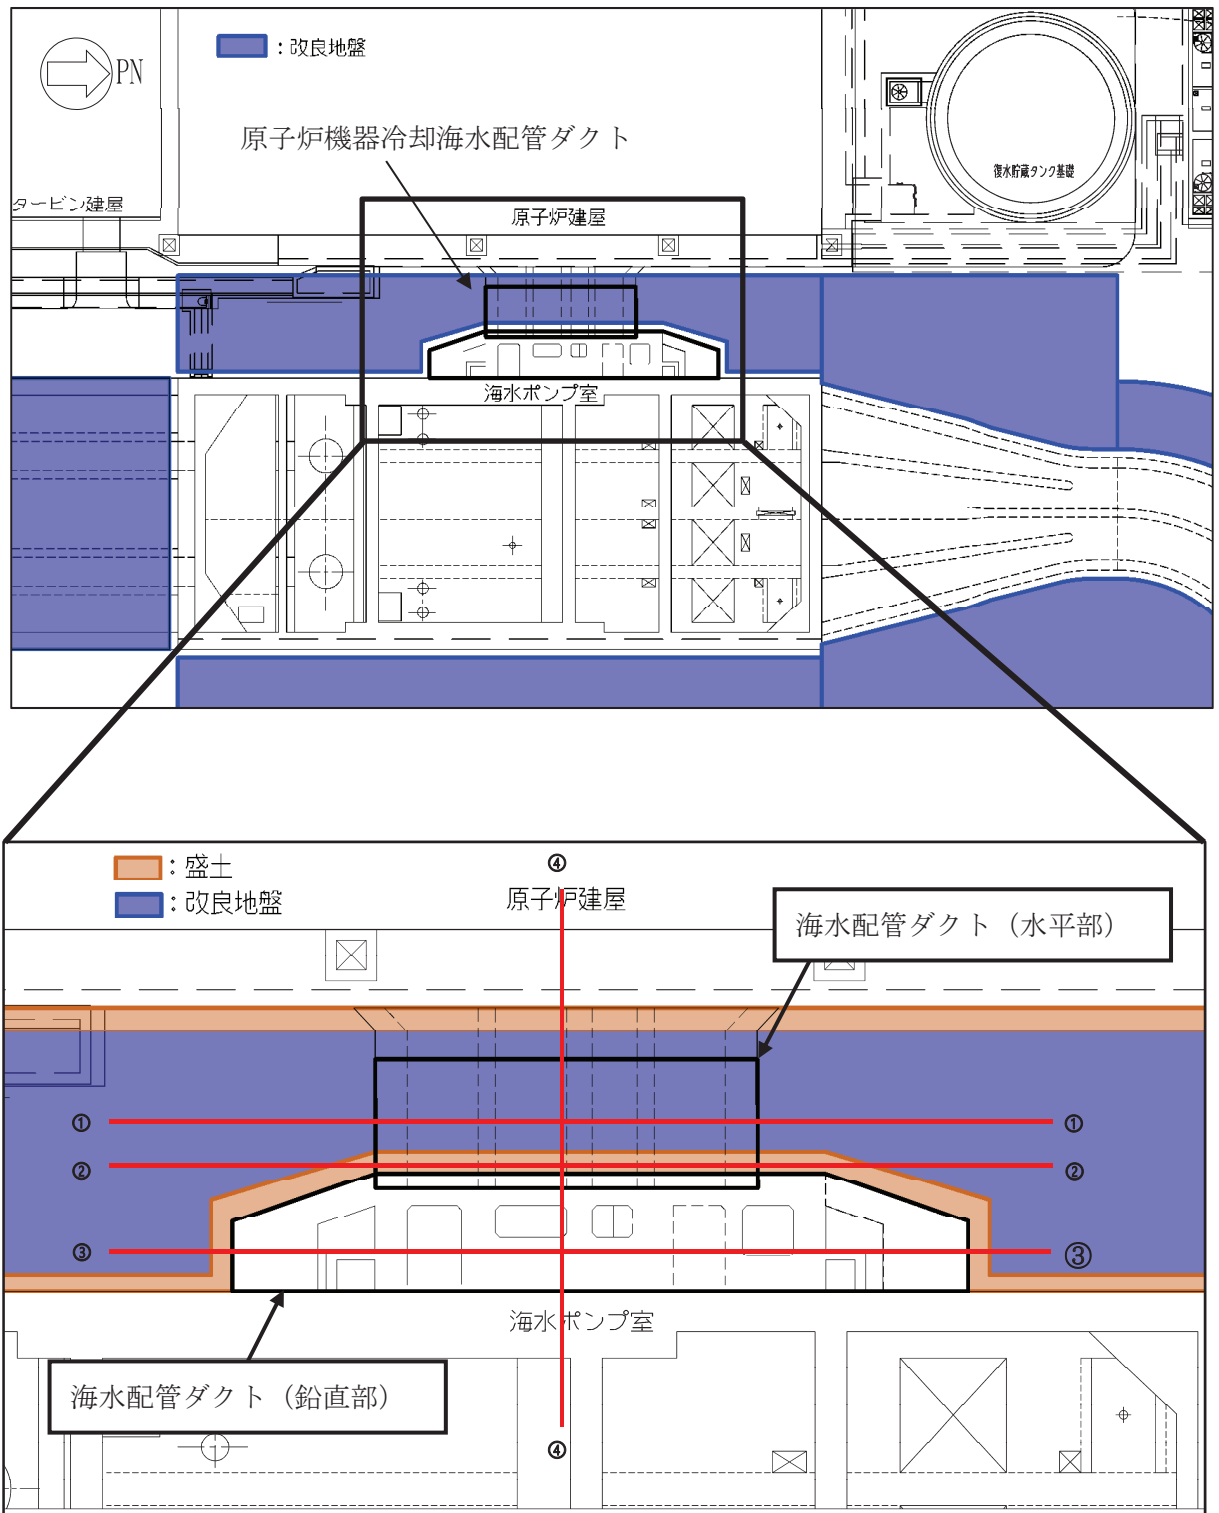 PN
：改良地盤
原子炉機器冷却海水配管ダクト
復水貯蔵タンク基礎
タービン建屋
原子炉建屋
海水ポンプ室
：盛土
：改良地盤
④
原子炉建屋
海水配管ダクト（水平部）
① ①
② ②
③ ③
海水ポンプ室
海水配管ダクト（鉛直部）
④